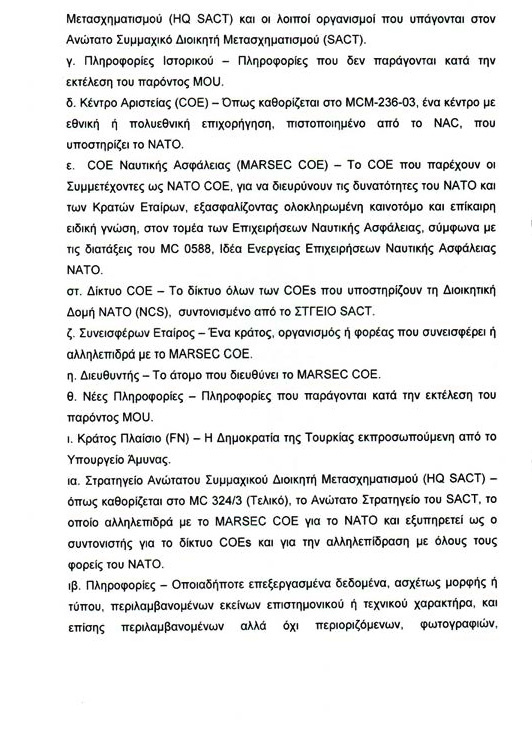 Μετασχηματισμού (HQ SACT) και οι λοιποί οργανισμοί που υπάγονται στον
Ανώτατο Συμμαχικό Διοικητή Μετασχηματισμού (SACT).
γ. Πληροφορίες Ιστορικού – Πληροφορίες που δεν παράγονται κατά την
εκτέλεση του παρόντος MOU.
δ. Κέντρο Αριστείας (COE) – Όπως καθορίζεται στο MCM-236-03, ένα κέντρο με
εθνική ή πολυεθνική επιχορήγηση, πιστοποιημένο από το NAC, που
υποστηρίζει το ΝΑΤΟ.
ε. COE Ναυτικής Ασφάλειας (MARSEC COE) – Το COE που παρέχουν οι
Συμμετέχοντες ως NATO COE, για να διευρύνουν τις δυνατότητες του ΝΑΤΟ και
των Κρατών Εταίρων, εξασφαλίζοντας ολοκληρωμένη καινοτόμο και επίκαιρη
ειδική γνώση, στον τομέα των Επιχειρήσεων Ναυτικής Ασφάλειας, σύμφωνα με
τις διατάξεις του MC 0588, Ιδέα Ενεργείας Επιχειρήσεων Ναυτικής Ασφάλειας
ΝΑΤΟ.
στ. Δίκτυο COE – Το δίκτυο όλων των COEs που υποστηρίζουν τη Διοικητική
Δομή ΝΑΤΟ (NCS), συντονισμένο από το ΣΤΓΕΙΟ SACT.
ζ. Συνεισφέρων Εταίρος – Ένα κράτος, οργανισμός ή φορέας που συνεισφέρει ή
αλληλεπιδρά με το MARSEC COE.
η. Διευθυντής – Το άτομο που διευθύνει το MARSEC COE.
θ. Νέες Πληροφορίες – Πληροφορίες που παράγονται κατά την εκτέλεση του
παρόντος MOU.
ι. Κράτος Πλαίσιο (FN) – Η Δημοκρατία της Τουρκίας εκπροσωπούμενη από το
Υπουργείο Άμυνας.
ια. Στρατηγείο Ανώτατου Συμμαχικού Διοικητή Μετασχηματισμού (HQ SACT) –
όπως καθορίζεται στο MC 324/3 (Τελικό), το Ανώτατο Στρατηγείο του SACT, το
οποίο αλληλεπιδρά με το MARSEC COE για το ΝΑΤΟ και εξυπηρετεί ως ο
συντονιστής για το δίκτυο COEs και για την αλληλεπίδραση με όλους τους
φορείς του ΝΑΤΟ.
ιβ. Πληροφορίες – Οποιαδήποτε επεξεργασμένα δεδομένα, ασχέτως μορφής ή
τύπου, περιλαμβανομένων εκείνων επιστημονικού ή τεχνικού χαρακτήρα, και
επίσης περιλαμβανομένων αλλά όχι περιοριζόμενων, φωτογραφιών,